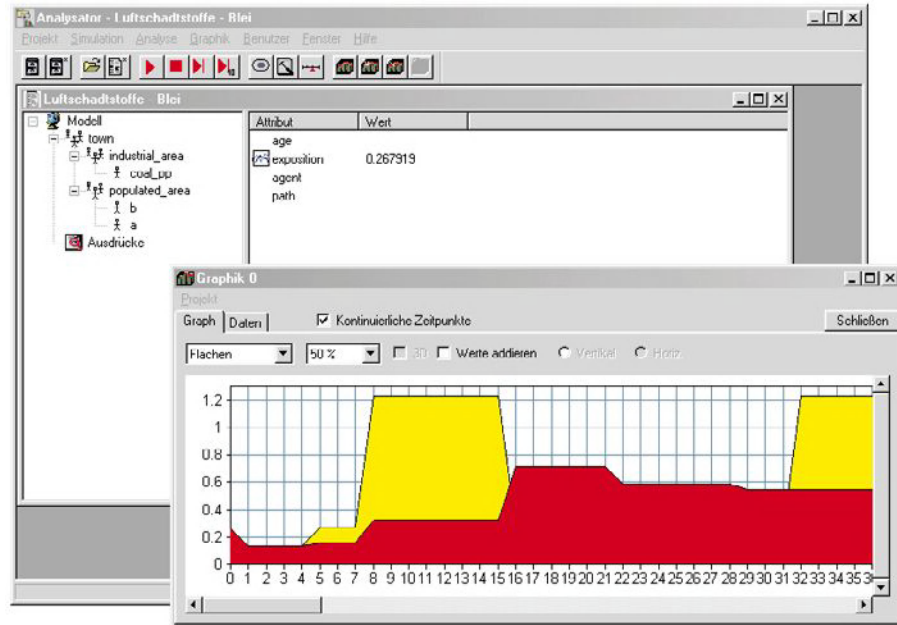 Analysator - Luftschadtstoffe - Blei
Projekt Simulation Analyse Graphik Benutzer Fenster Hilfe
Luftschadtstoffe - Blei
Modell
town
industrial_area
coal_pp
populated_area
b
a
Ausdrücke
Attribut Wert
age
exposition 0.267919
agent
path
Graphik 0
Projekt
Graph Daten Kontinuierliche Zeitpunkte Schließen
Flachen 50 % 3D Werte addieren Vertikal Horiz.
1.2
1
0.8
0.6
0.4
0.2
0
0 1 2 3 4 5 6 7 8 9 10 11 12 13 14 15 16 17 18 19 20 21 22 23 24 25 26 27 28 29 30 31 32 33 34 35